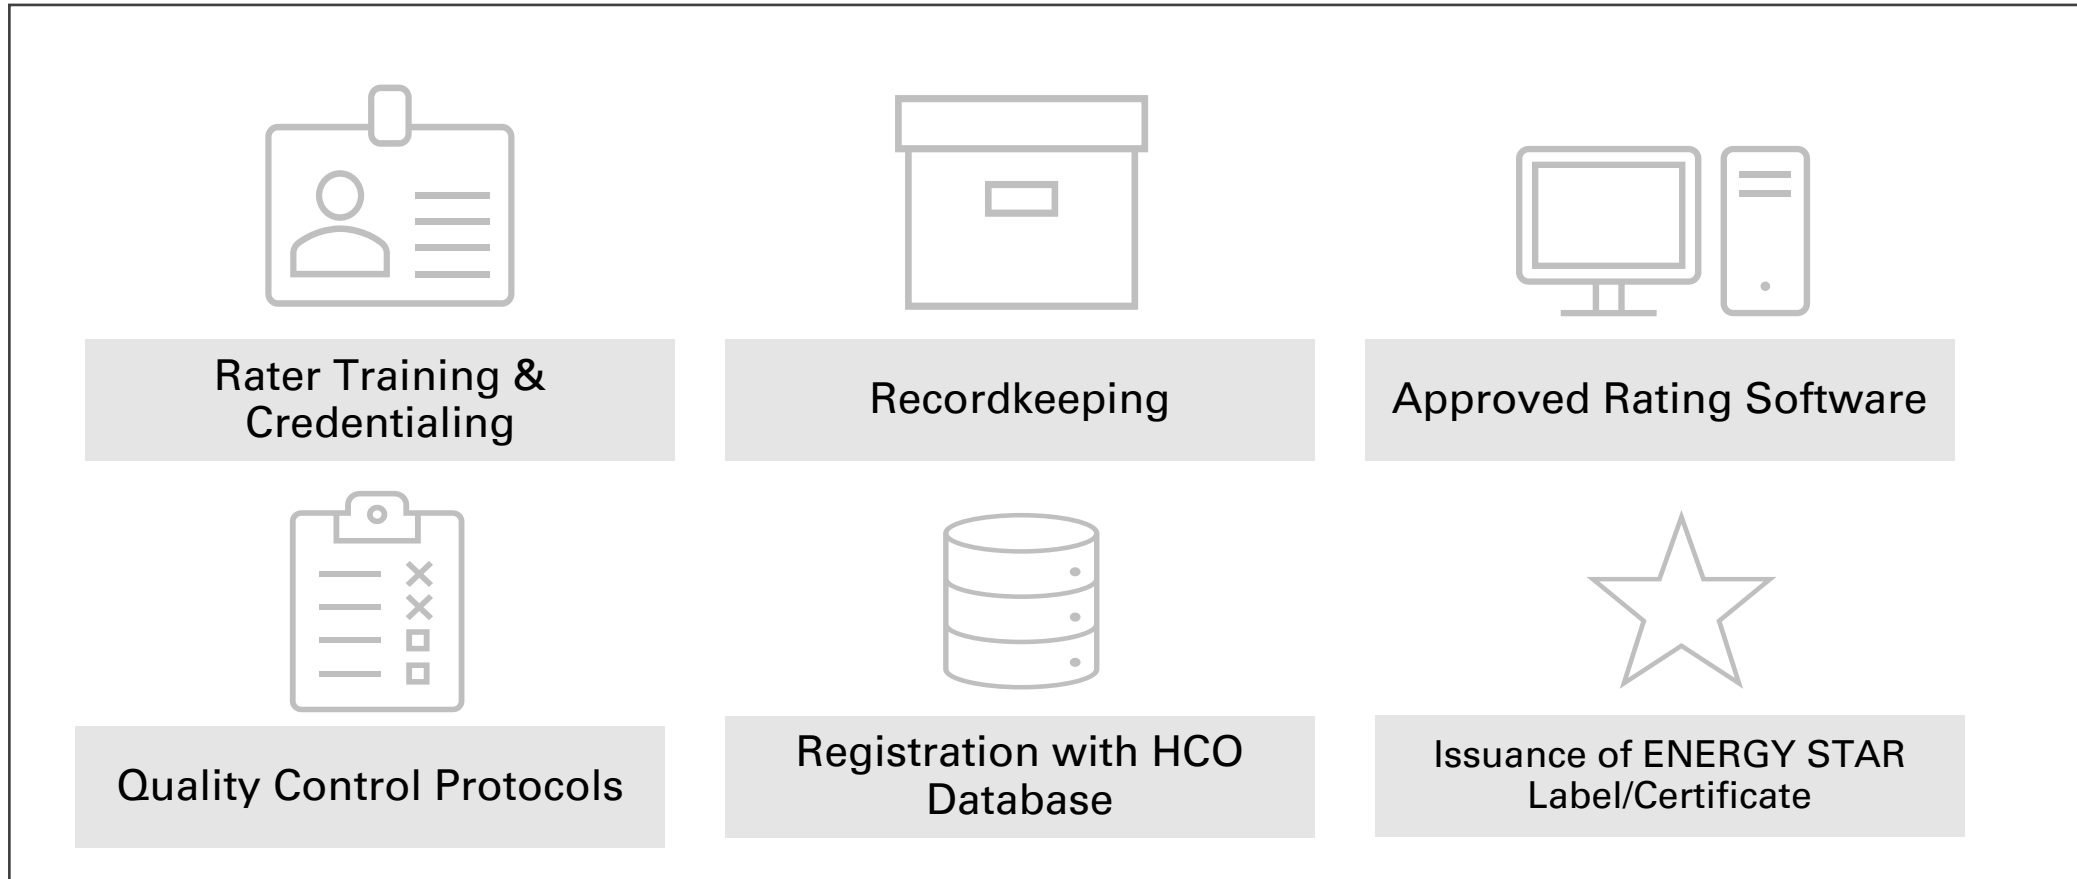 Rater Training &
Credentialing
Recordkeeping
Approved Rating Software
Quality Control Protocols
Registration with HCO
Database
Issuance of ENERGY STAR
Label/Certificate